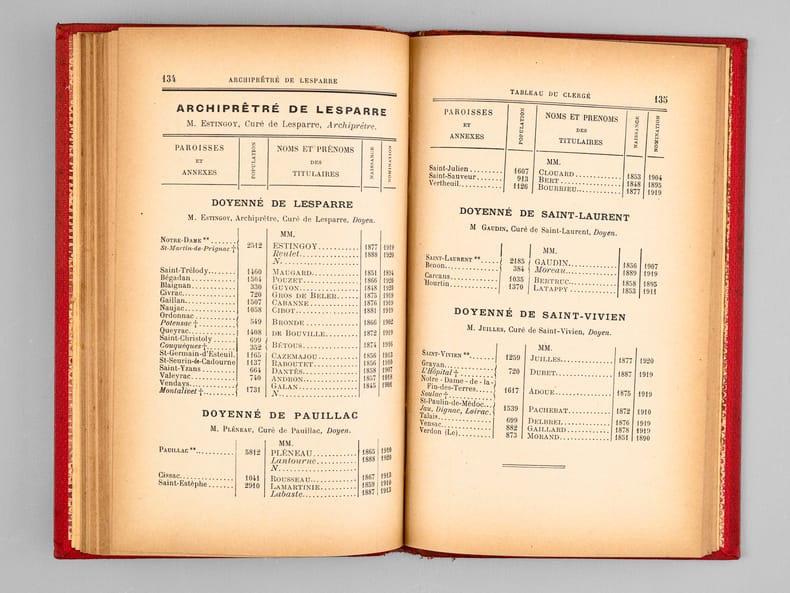 134 ARCHIPRÊTRÉ DE LESPARRE
ARCHIPRÊTRÉ DE LESPARRE
M. Estingoy, Curé de Lesparre, Archiprêtre.
PAROISSES ET ANNEXES POPULATION NOMS ET PRÉNOMS DES TITULAIRES NAISSANCE NOMINATION
DOYENNÉ DE LESPARRE
M. Estingoy, Archiprêtre, Curé de Lesparre, Doyen.
MM.
Notre-Dame ** 2512 ESTINGOY 1877 1919
St-Martin-de-Prignac † Reulet 1888 1920
N.
Saint-Trélody 1460 Maugard 1851 1894
Bégadan 1504 Pouzet 1866
Blaignan 330 Guyon 1848
Civrac 720 Gros de Beler 1875 1919
Gaillan 1507 Cabanne 1876 1919
Naujac 1058 Cibot 1881 1919
Ordonnac
Potensac † 549 Bronde 1866 1902
Queyrac 1408 de Bouville 1872 1919
Saint-Christoly 699
Couquèques † 352 Bétous 1874 1916
St-Germain-d'Esteuil 1165 Cazemajou 1856 1913
St-Seurin-de-Cadourne 1137 Raboutet 1856
Saint-Yzans 664 Dantès 1858 1907
Valeyrac 740 Andron 1857
Vendays Galan 1845 1901
Montalivet † 1731 N.
DOYENNÉ DE PAUILLAC
M. Pléneau, Curé de Pauillac, Doyen.
MM.
Pauillac ** 5812 PLÉNEAU 1865 1919
Lantourne 1888 1920
N.
Cissac 1041 Rousseau 1867 1913
Saint-Estèphe 2910 Lamartinie 1859 1910
Labaste 1887 1913
TABLEAU DU CLERGÉ 135
PAROISSES ET ANNEXES POPULATION NOMS ET PRENOMS DES TITULAIRES NAISSANCE NOMINATION
MM.
Saint-Julien 1607 Clouard 1853 1904
Saint-Sauveur 913 Bert 1848 1895
Vertheuil 1126 Bourrieu 1877 1919
DOYENNÉ DE SAINT-LAURENT
M Gaudin, Curé de Saint-Laurent, Doyen.
MM.
Saint-Laurent ** 2185 GAUDIN 1856 1907
Benon 384 Moreau 1889 1919
Carcans 1035 Bertruc 1858 1895
Hourtin 1370 Latappy 1853 1911
DOYENNÉ DE SAINT-VIVIEN
M. Juilles, Curé de Saint-Vivien, Doyen.
MM.
Saint-Vivien ** 1259 JUILLES 1877 1920
Grayan
L'Hôpital † 720 Duret 1887 1919
Notre-Dame-de-la-
Fin-des-Terres
Soulac † 1617 Adoue 1875 1919
St-Paulin-de-Médoc
Jau, Dignac, Loirac 1539 Pacherat 1872 1910
Talais 699 Delbrel 1876 1919
Vensac 882 Gaillard 1878 1919
Verdon (Le) 873 Morand 1851 1890